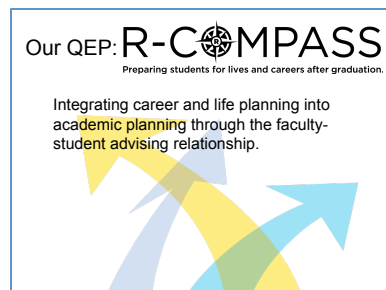 Our QEP: R-COMPASS
Preparing students for lives and careers after graduation.
Integrating career and life planning into
academic planning through the faculty-
student advising relationship.